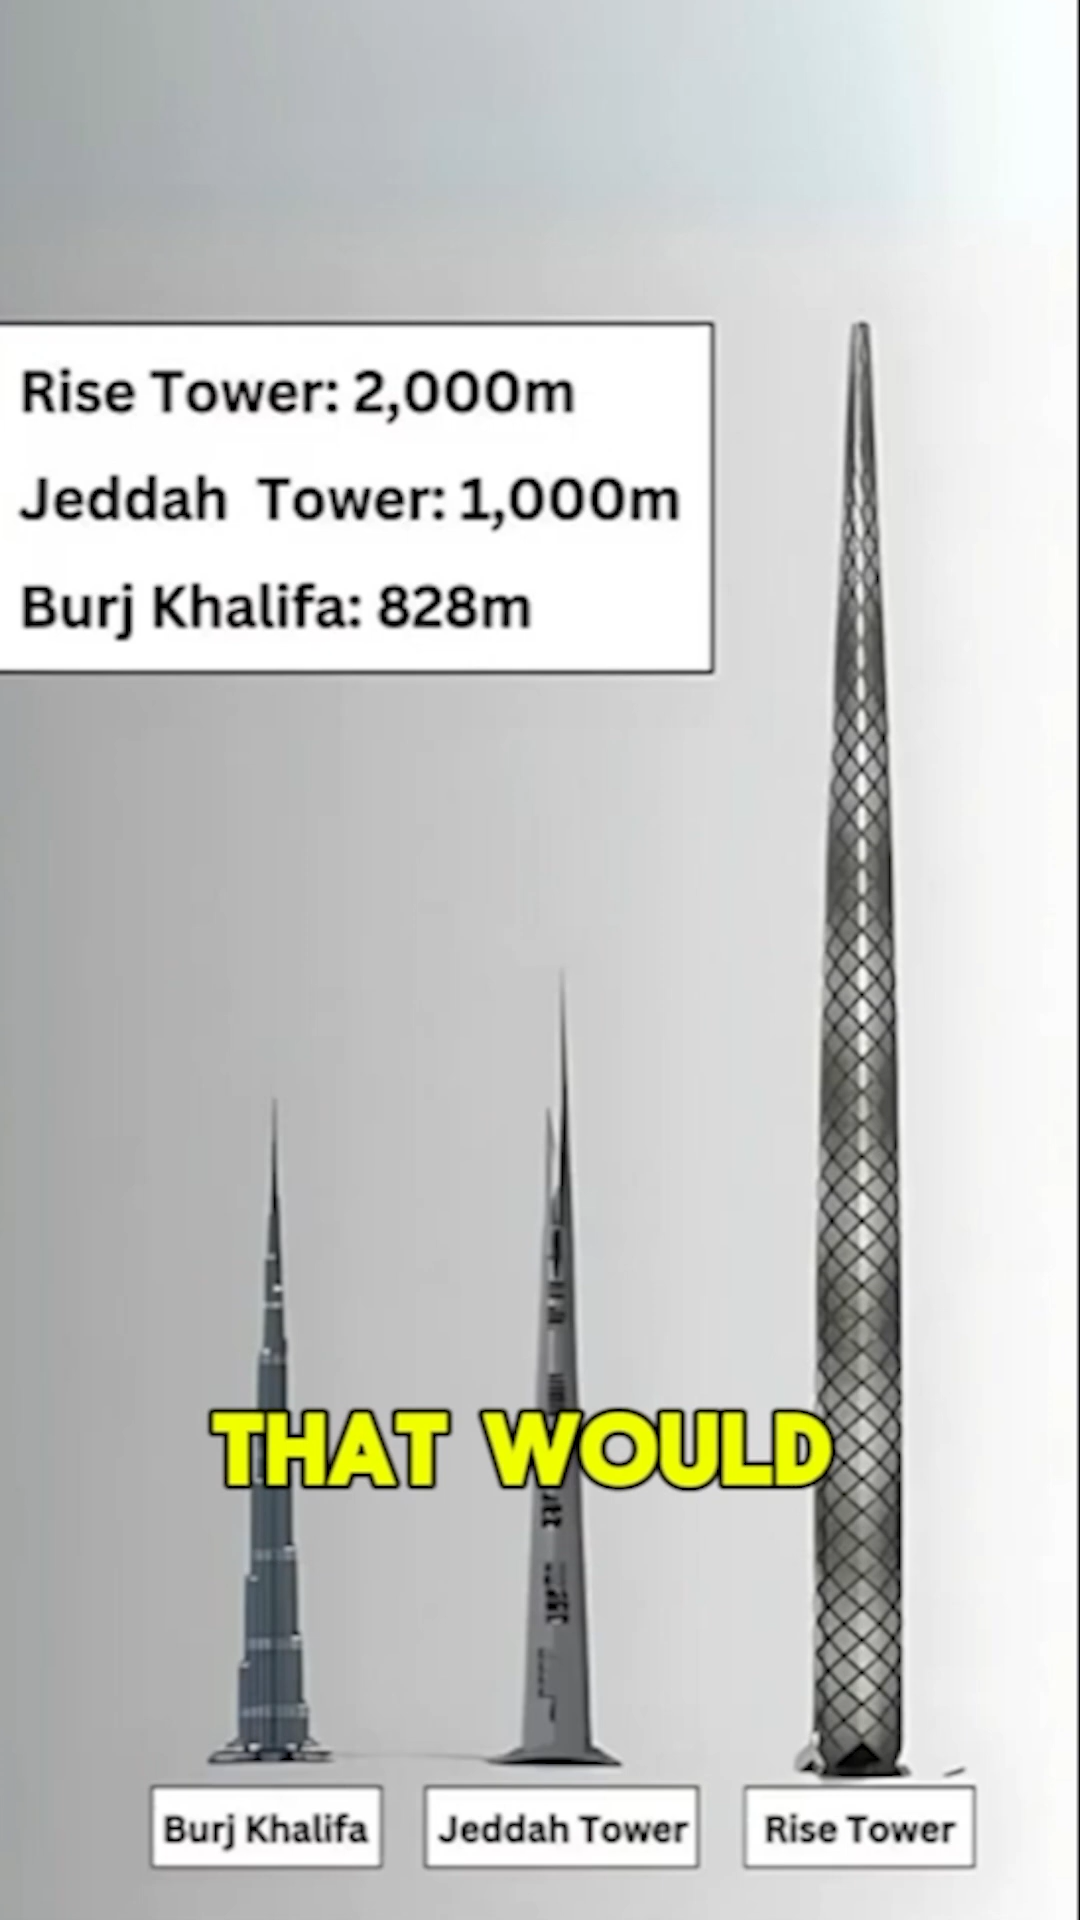 Rise Tower: 2,000m
Jeddah Tower: 1,000m
Burj Khalifa: 828m
THAT WOULD
Burj Khalifa
Jeddah Tower
Rise Tower